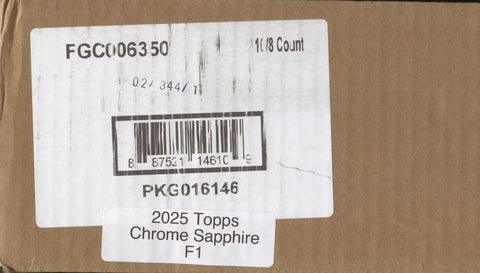 FGC006350
10/8 Count
02/344/1
8 87521 14610 9
PKG016146
2025 Topps
Chrome Sapphire
F1